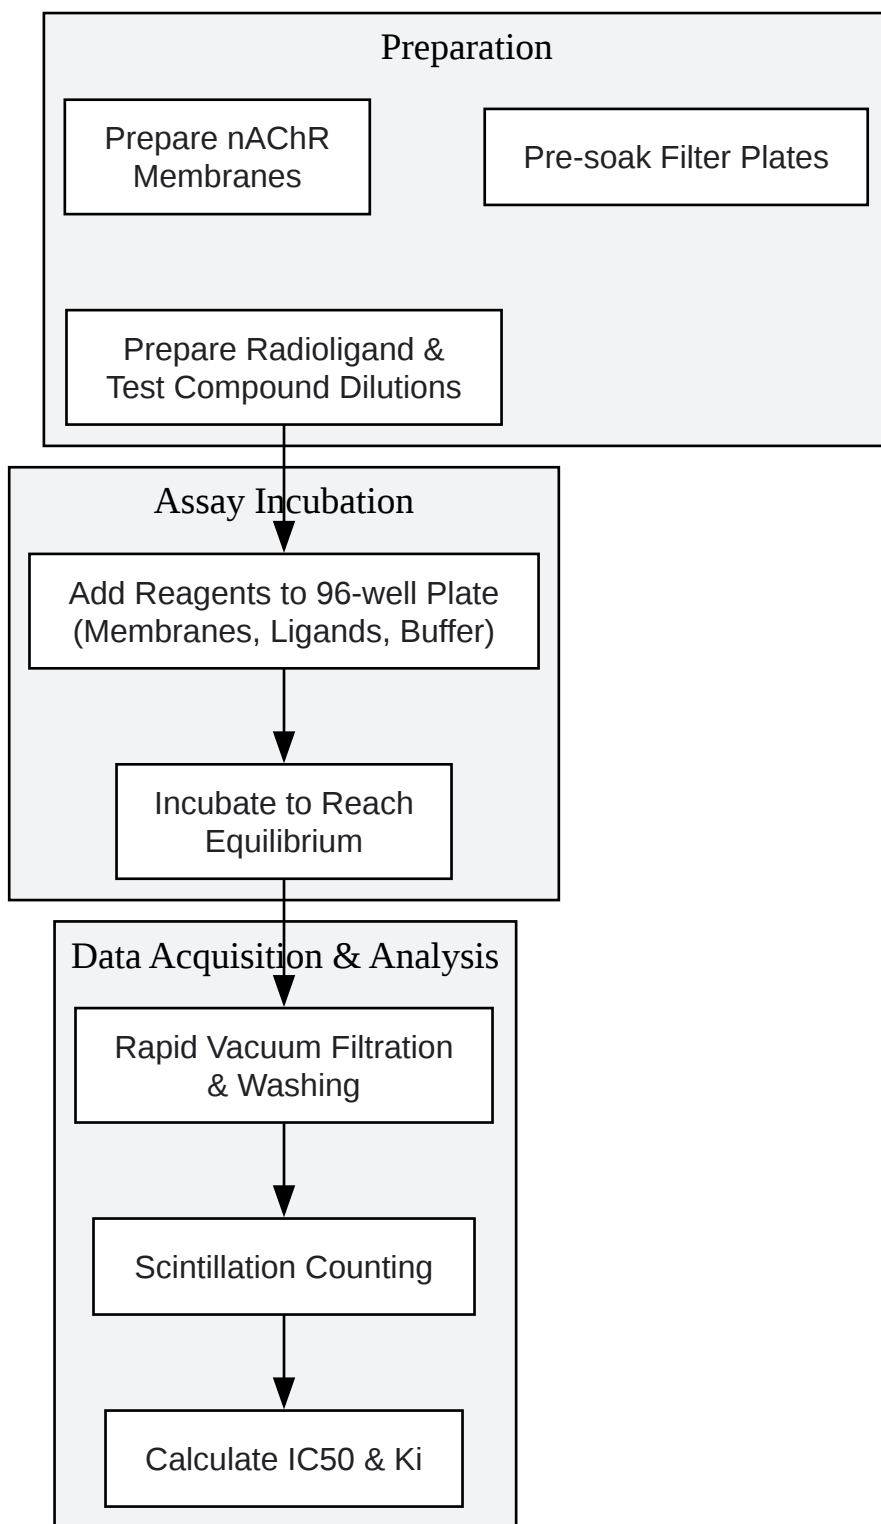 Preparation
Prepare nAChR
Membranes
Pre-soak Filter Plates
Prepare Radioligand &
Test Compound Dilutions
Assay Incubation
Add Reagents to 96-well Plate
(Membranes, Ligands, Buffer)
Incubate to Reach
Equilibrium
Data Acquisition & Analysis
Rapid Vacuum Filtration
& Washing
Scintillation Counting
Calculate IC50 & Ki